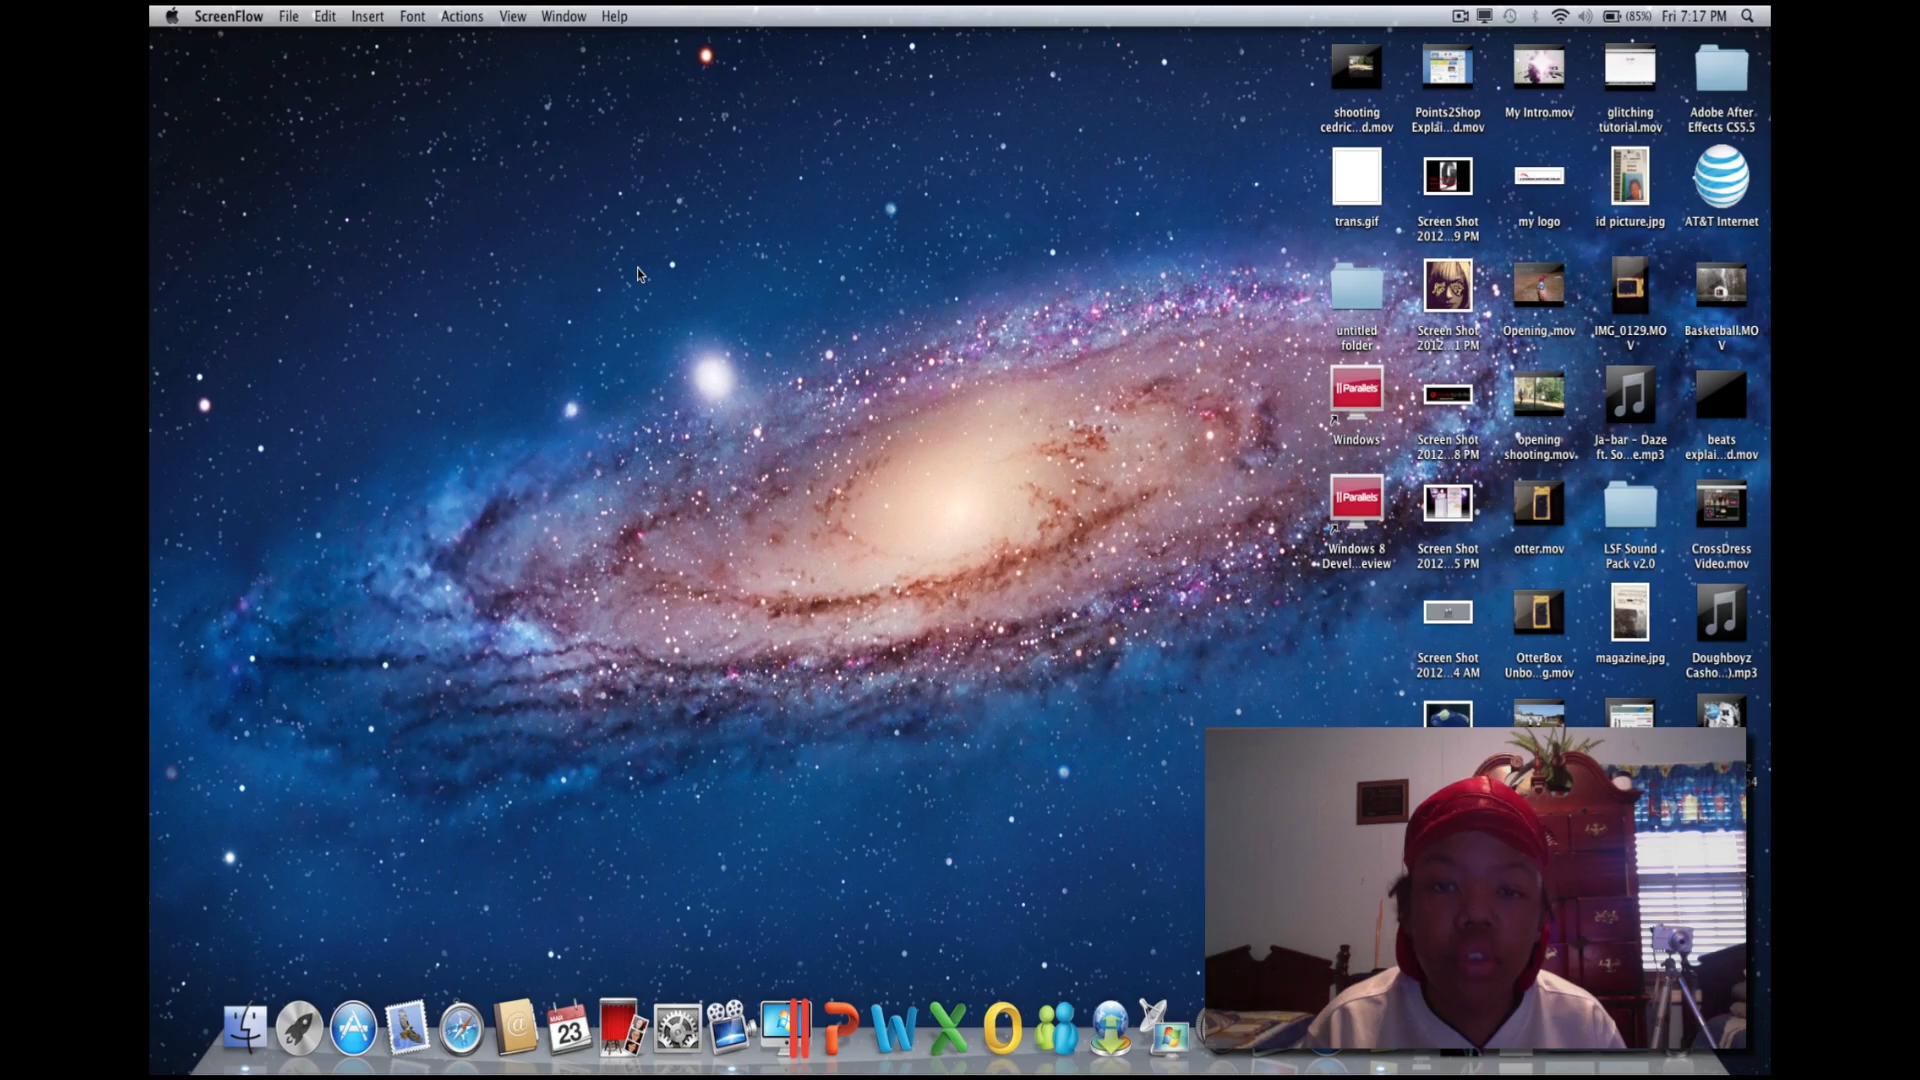 ScreenFlow File Edit Insert Font Actions View Window Help (85%) Fri 7:17 PM
shooting
cedric...d.mov
Points2Shop
Explai...d.mov
My Intro.mov
glitching
tutorial.mov
Adobe After
Effects CS5.5
trans.gif
Screen Shot
2012...9 PM
my logo
id picture.jpg
AT&T Internet
untitled
folder
Screen Shot
2012...1 PM
Opening .mov
IMG_0129.MO
V
Basketball.MO
V
Parallels
Windows
Screen Shot
2012...8 PM
opening
shooting.mov
Ja-bar - Daze
ft. So...e.mp3
beats
explai...d.mov
Parallels
Windows 8
Devel...eview
Screen Shot
2012...5 PM
otter.mov
LSF Sound
Pack v2.0
CrossDress
Video.mov
Screen Shot
2012...4 AM
OtterBox
Unbo...g.mov
magazine.jpg
Doughboyz
Casho...).mp3
MAR
23